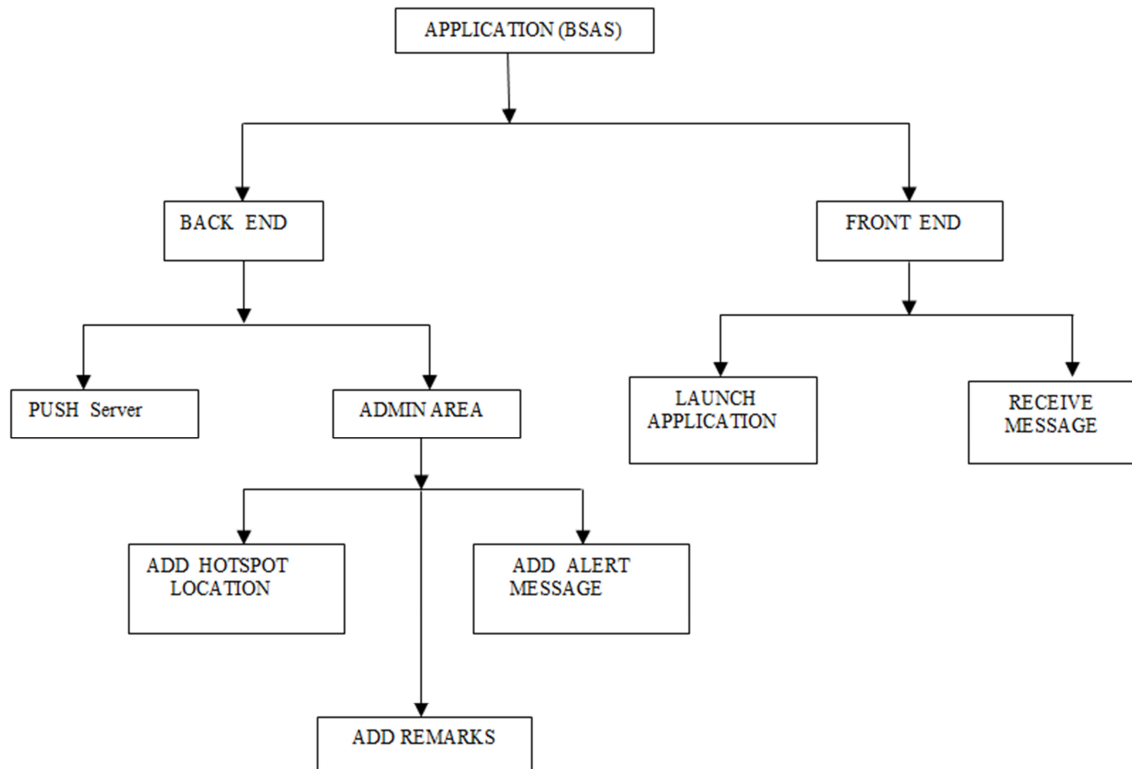 APPLICATION (BSAS)
BACK END
FRONT END
PUSH Server
ADMIN AREA
LAUNCH
APPLICATION
RECEIVE
MESSAGE
ADD HOTSPOT
LOCATION
ADD ALERT
MESSAGE
ADD REMARKS